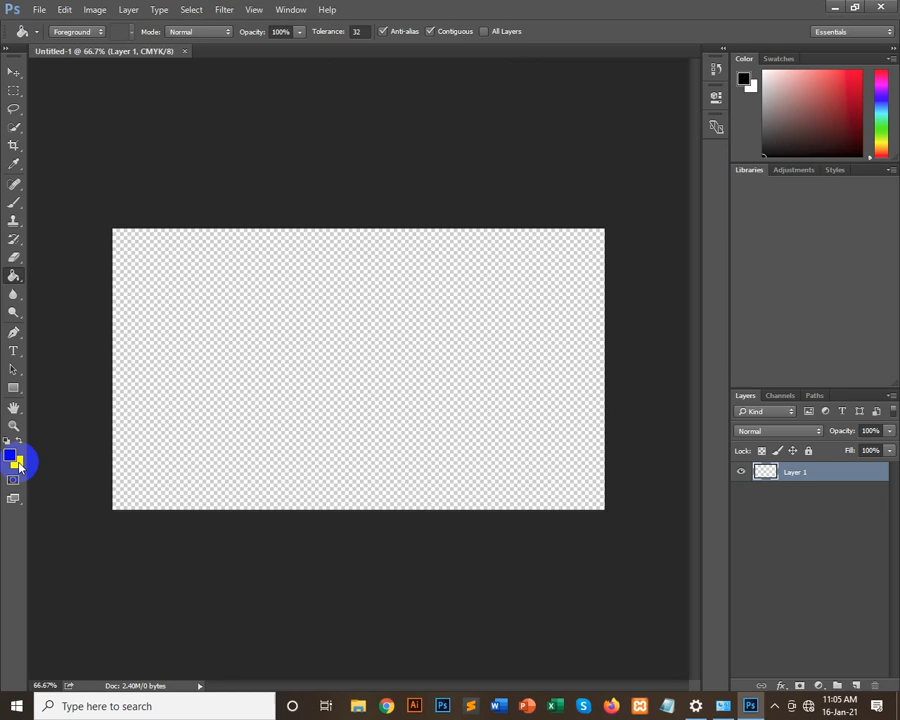 Ps File Edit Image Layer Type Select Filter View Window Help
Foreground Mode: Normal Opacity: 100% Tolerance: 32 Anti-alias Contiguous All Layers Essentials
Untitled-1 @ 66.7% (Layer 1, CMYK/8) ×
Color Swatches
Libraries Adjustments Styles
Layers Channels Paths
Kind
Normal Opacity: 100%
Lock: Fill: 100%
Layer 1
66.67% Doc: 2.40M/0 bytes
Type here to search
11:05 AM
16-Jan-21